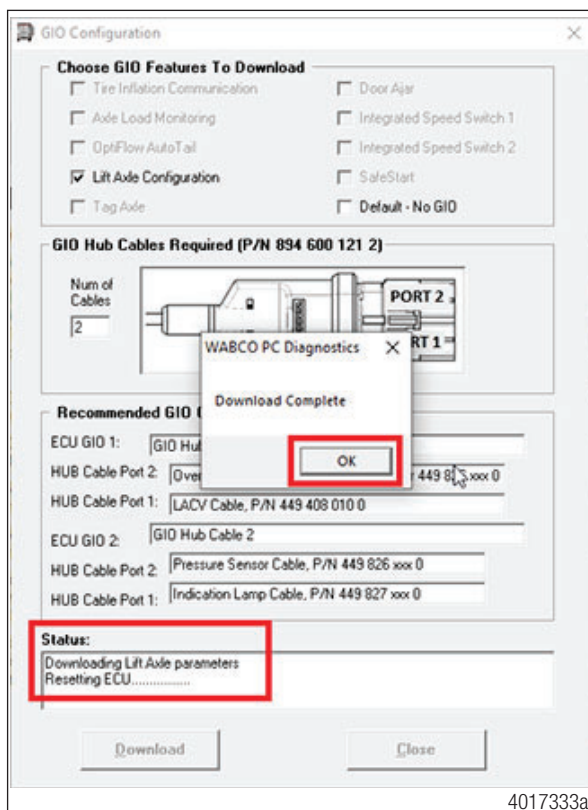 GIO Configuration
Choose GIO Features To Download
Tire Inflation Communication
Door Ajar
Axle Load Monitoring
Integrated Speed Switch 1
OptiFlow AutoTail
Integrated Speed Switch 2
Lift Axle Configuration
SafeStart
Tag Axle
Default - No GIO
GIO Hub Cables Required (P/N 894 600 121 2)
Num of
Cables
2
PORT 2
RT 1
WABCO PC Diagnostics
Download Complete
OK
Recommended GIO
ECU GIO 1: GIO Hu
HUB Cable Port 2: Over 449 8 xxx 0
HUB Cable Port 1: LACV Cable, P/N 449 408 010 0
ECU GIO 2: GIO Hub Cable 2
HUB Cable Port 2: Pressure Sensor Cable, P/N 449 826 xxx 0
HUB Cable Port 1: Indication Lamp Cable, P/N 449 827 xxx 0
Status:
Downloading Lift Axle parameters
Resetting ECU................
Download
Close
4017333a